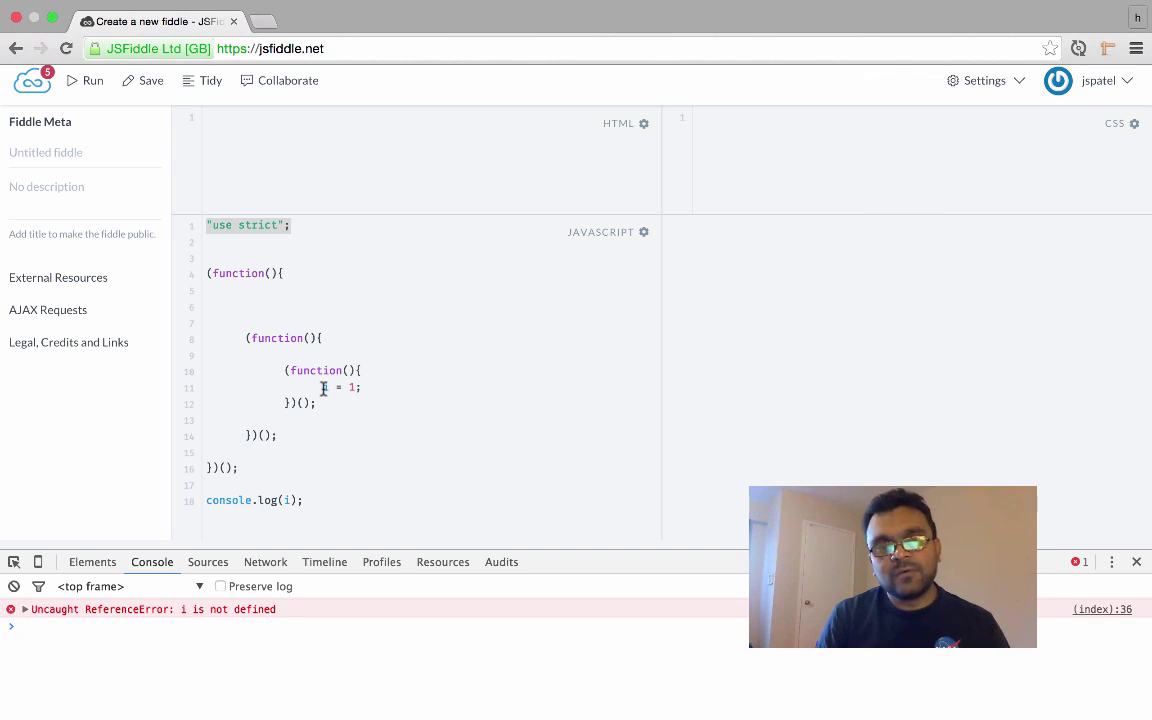 Create a new fiddle - JSFid
h
JSFiddle Ltd [GB] https://jsfiddle.net
5 Run Save Tidy Collaborate Settings jspatel
Fiddle Meta
Untitled fiddle
No description
Add title to make the fiddle public.
External Resources
AJAX Requests
Legal, Credits and Links
1 HTML
1 CSS
JAVASCRIPT
1 "use strict";
2
3
4 (function(){
5
6
7
8 (function(){
9
10 (function(){
11 i = 1;
12 })();
13
14 })();
15
16 })();
17
18 console.log(i);
Elements Console Sources Network Timeline Profiles Resources Audits 1
<top frame> Preserve log
Uncaught ReferenceError: i is not defined (index):36
>